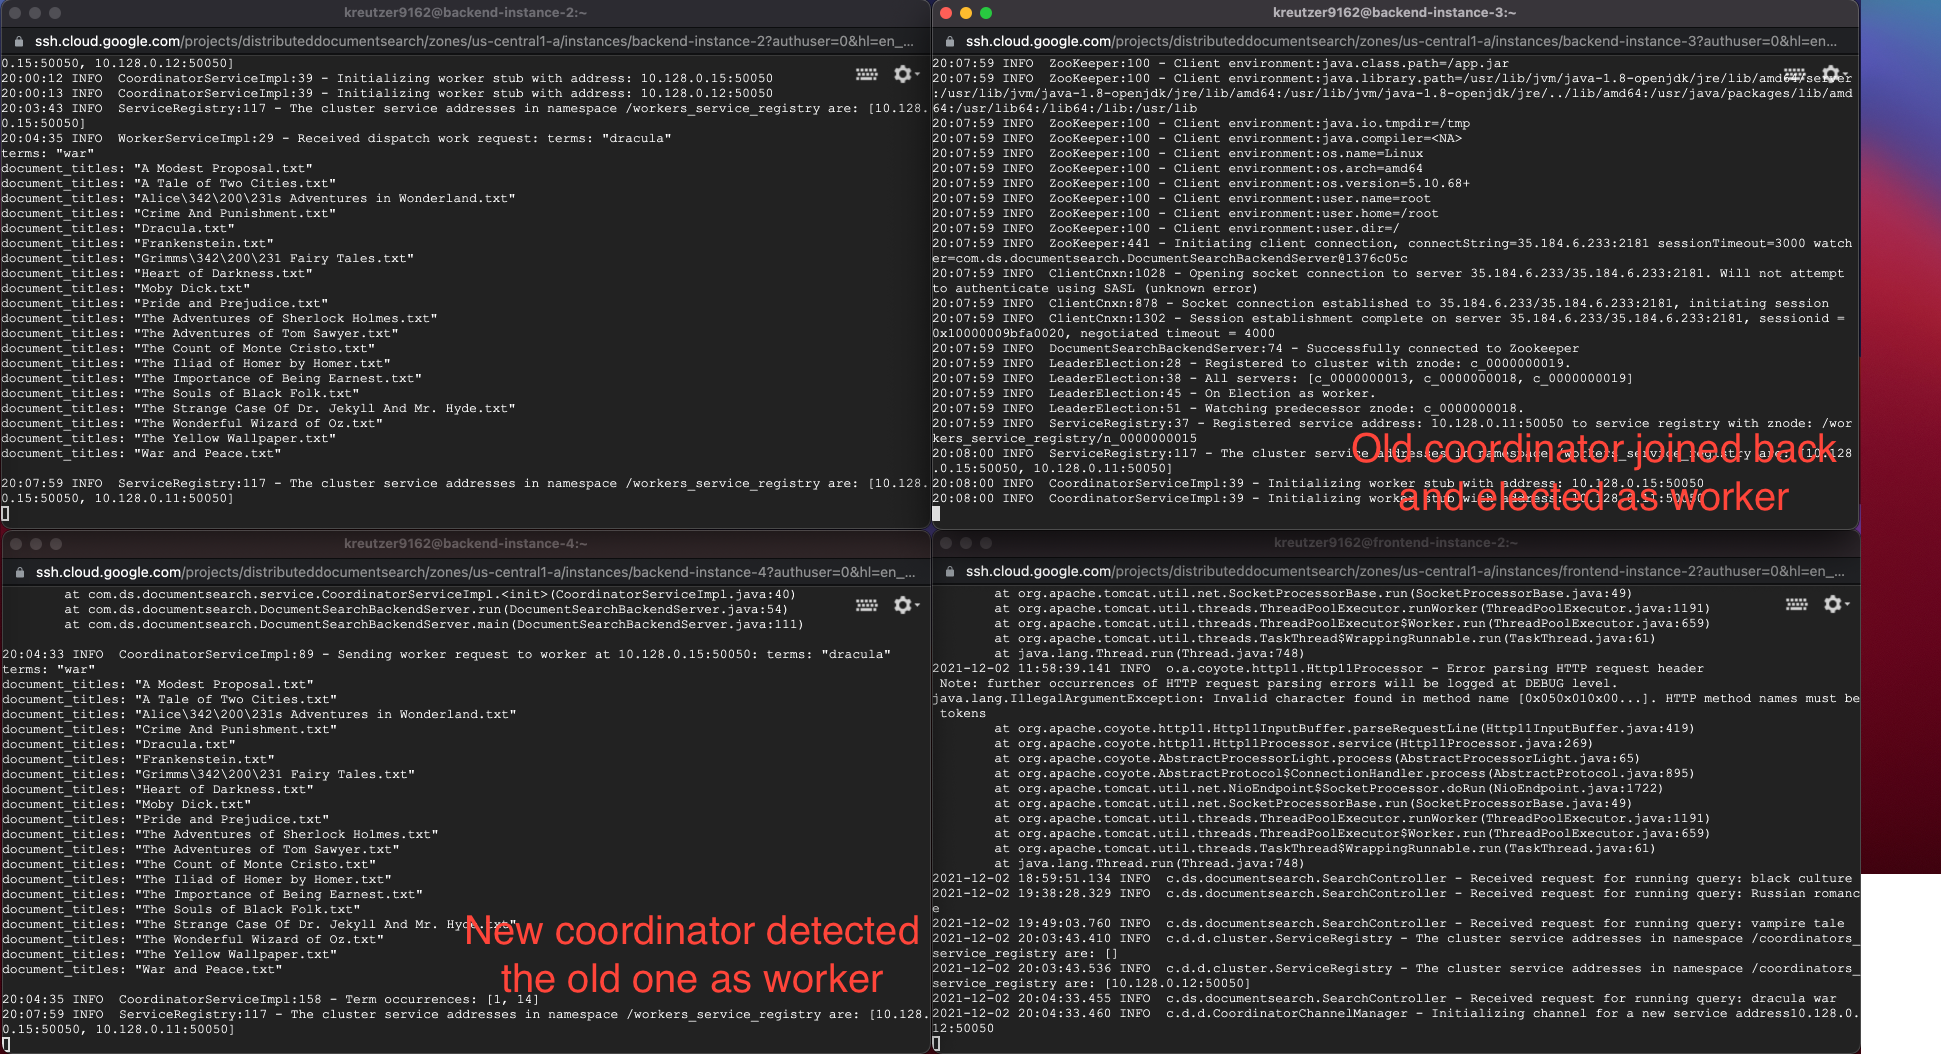 kreutzer9162@backend-instance-2:~
ssh.cloud.google.com/projects/distributeddocumentsearch/zones/us-central1-a/instances/backend-instance-2?authuser=0&hl=en_...
0.15:50050, 10.128.0.12:50050]
20:00:12 INFO  CoordinatorServiceImpl:39 - Initializing worker stub with address: 10.128.0.15:50050
20:00:13 INFO  CoordinatorServiceImpl:39 - Initializing worker stub with address: 10.128.0.12:50050
20:03:43 INFO  ServiceRegistry:117 - The cluster service addresses in namespace /workers_service_registry are: [10.128.
0.15:50050]
20:04:35 INFO  WorkerServiceImpl:29 - Received dispatch work request: terms: "dracula"
terms: "war"
document_titles: "A Modest Proposal.txt"
document_titles: "A Tale of Two Cities.txt"
document_titles: "Alice\342\200\231s Adventures in Wonderland.txt"
document_titles: "Crime And Punishment.txt"
document_titles: "Dracula.txt"
document_titles: "Frankenstein.txt"
document_titles: "Grimms\342\200\231 Fairy Tales.txt"
document_titles: "Heart of Darkness.txt"
document_titles: "Moby Dick.txt"
document_titles: "Pride and Prejudice.txt"
document_titles: "The Adventures of Sherlock Holmes.txt"
document_titles: "The Adventures of Tom Sawyer.txt"
document_titles: "The Count of Monte Cristo.txt"
document_titles: "The Iliad of Homer by Homer.txt"
document_titles: "The Importance of Being Earnest.txt"
document_titles: "The Souls of Black Folk.txt"
document_titles: "The Strange Case Of Dr. Jekyll And Mr. Hyde.txt"
document_titles: "The Wonderful Wizard of Oz.txt"
document_titles: "The Yellow Wallpaper.txt"
document_titles: "War and Peace.txt"
20:07:59 INFO  ServiceRegistry:117 - The cluster service addresses in namespace /workers_service_registry are: [10.128.
0.15:50050, 10.128.0.11:50050]
kreutzer9162@backend-instance-3:~
ssh.cloud.google.com/projects/distributeddocumentsearch/zones/us-central1-a/instances/backend-instance-3?authuser=0&hl=en...
20:07:59 INFO  ZooKeeper:100 - Client environment:java.class.path=/app.jar
20:07:59 INFO  ZooKeeper:100 - Client environment:java.library.path=/usr/lib/jvm/java-1.8-openjdk/jre/lib/amd64/server
:/usr/lib/jvm/java-1.8-openjdk/jre/lib/amd64:/usr/lib/jvm/java-1.8-openjdk/jre/../lib/amd64:/usr/java/packages/lib/amd
64:/usr/lib64:/lib64:/lib:/usr/lib
20:07:59 INFO  ZooKeeper:100 - Client environment:java.io.tmpdir=/tmp
20:07:59 INFO  ZooKeeper:100 - Client environment:java.compiler=<NA>
20:07:59 INFO  ZooKeeper:100 - Client environment:os.name=Linux
20:07:59 INFO  ZooKeeper:100 - Client environment:os.arch=amd64
20:07:59 INFO  ZooKeeper:100 - Client environment:os.version=5.10.68+
20:07:59 INFO  ZooKeeper:100 - Client environment:user.name=root
20:07:59 INFO  ZooKeeper:100 - Client environment:user.home=/root
20:07:59 INFO  ZooKeeper:100 - Client environment:user.dir=/
20:07:59 INFO  ZooKeeper:441 - Initiating client connection, connectString=35.184.6.233:2181 sessionTimeout=3000 watch
er=com.ds.documentsearch.DocumentSearchBackendServer@1376c05c
20:07:59 INFO  ClientCnxn:1028 - Opening socket connection to server 35.184.6.233/35.184.6.233:2181. Will not attempt
to authenticate using SASL (unknown error)
20:07:59 INFO  ClientCnxn:878 - Socket connection established to 35.184.6.233/35.184.6.233:2181, initiating session
20:07:59 INFO  ClientCnxn:1302 - Session establishment complete on server 35.184.6.233/35.184.6.233:2181, sessionid =
0x10000009bfa0020, negotiated timeout = 4000
20:07:59 INFO  DocumentSearchBackendServer:74 - Successfully connected to Zookeeper
20:07:59 INFO  LeaderElection:28 - Registered to cluster with znode: c_0000000019.
20:07:59 INFO  LeaderElection:38 - All servers: [c_0000000013, c_0000000018, c_0000000019]
20:07:59 INFO  LeaderElection:45 - On Election as worker.
20:07:59 INFO  LeaderElection:51 - Watching predecessor znode: c_0000000018.
20:07:59 INFO  ServiceRegistry:37 - Registered service address: 10.128.0.11:50050 to service registry with znode: /wor
kers_service_registry/n_0000000015
20:08:00 INFO  ServiceRegistry:117 - The cluster service addresses in namespace /workers_service_registry are: [10.128
.0.15:50050, 10.128.0.11:50050]
20:08:00 INFO  CoordinatorServiceImpl:39 - Initializing worker stub with address: 10.128.0.15:50050
20:08:00 INFO  CoordinatorServiceImpl:39 - Initializing worker stub with address: 10.128.0.11:50050
Old coordinator joined back
and elected as worker
kreutzer9162@backend-instance-4:~
ssh.cloud.google.com/projects/distributeddocumentsearch/zones/us-central1-a/instances/backend-instance-4?authuser=0&hl=en_...
at com.ds.documentsearch.service.CoordinatorServiceImpl.<init>(CoordinatorServiceImpl.java:40)
at com.ds.documentsearch.DocumentSearchBackendServer.run(DocumentSearchBackendServer.java:54)
at com.ds.documentsearch.DocumentSearchBackendServer.main(DocumentSearchBackendServer.java:111)
20:04:33 INFO  CoordinatorServiceImpl:89 - Sending worker request to worker at 10.128.0.15:50050: terms: "dracula"
terms: "war"
document_titles: "A Modest Proposal.txt"
document_titles: "A Tale of Two Cities.txt"
document_titles: "Alice\342\200\231s Adventures in Wonderland.txt"
document_titles: "Crime And Punishment.txt"
document_titles: "Dracula.txt"
document_titles: "Frankenstein.txt"
document_titles: "Grimms\342\200\231 Fairy Tales.txt"
document_titles: "Heart of Darkness.txt"
document_titles: "Moby Dick.txt"
document_titles: "Pride and Prejudice.txt"
document_titles: "The Adventures of Sherlock Holmes.txt"
document_titles: "The Adventures of Tom Sawyer.txt"
document_titles: "The Count of Monte Cristo.txt"
document_titles: "The Iliad of Homer by Homer.txt"
document_titles: "The Importance of Being Earnest.txt"
document_titles: "The Souls of Black Folk.txt"
document_titles: "The Strange Case Of Dr. Jekyll And Mr. Hyde.txt"
document_titles: "The Wonderful Wizard of Oz.txt"
document_titles: "The Yellow Wallpaper.txt"
document_titles: "War and Peace.txt"
20:04:35 INFO  CoordinatorServiceImpl:158 - Term occurrences: [1, 14]
20:07:59 INFO  ServiceRegistry:117 - The cluster service addresses in namespace /workers_service_registry are: [10.128.
0.15:50050, 10.128.0.11:50050]
New coordinator detected
the old one as worker
kreutzer9162@frontend-instance-2:~
ssh.cloud.google.com/projects/distributeddocumentsearch/zones/us-central1-a/instances/frontend-instance-2?authuser=0&hl=en_...
at org.apache.tomcat.util.net.SocketProcessorBase.run(SocketProcessorBase.java:49)
at org.apache.tomcat.util.threads.ThreadPoolExecutor.runWorker(ThreadPoolExecutor.java:1191)
at org.apache.tomcat.util.threads.ThreadPoolExecutor$Worker.run(ThreadPoolExecutor.java:659)
at org.apache.tomcat.util.threads.TaskThread$WrappingRunnable.run(TaskThread.java:61)
at java.lang.Thread.run(Thread.java:748)
2021-12-02 11:58:39.141 INFO  o.a.coyote.http11.Http11Processor - Error parsing HTTP request header
Note: further occurrences of HTTP request parsing errors will be logged at DEBUG level.
java.lang.IllegalArgumentException: Invalid character found in method name [0x050x010x00...]. HTTP method names must be
tokens
at org.apache.coyote.http11.Http11InputBuffer.parseRequestLine(Http11InputBuffer.java:419)
at org.apache.coyote.http11.Http11Processor.service(Http11Processor.java:269)
at org.apache.coyote.AbstractProcessorLight.process(AbstractProcessorLight.java:65)
at org.apache.coyote.AbstractProtocol$ConnectionHandler.process(AbstractProtocol.java:895)
at org.apache.tomcat.util.net.NioEndpoint$SocketProcessor.doRun(NioEndpoint.java:1722)
at org.apache.tomcat.util.net.SocketProcessorBase.run(SocketProcessorBase.java:49)
at org.apache.tomcat.util.threads.ThreadPoolExecutor.runWorker(ThreadPoolExecutor.java:1191)
at org.apache.tomcat.util.threads.ThreadPoolExecutor$Worker.run(ThreadPoolExecutor.java:659)
at org.apache.tomcat.util.threads.TaskThread$WrappingRunnable.run(TaskThread.java:61)
at java.lang.Thread.run(Thread.java:748)
2021-12-02 18:59:51.134 INFO  c.ds.documentsearch.SearchController - Received request for running query: black culture
2021-12-02 19:38:28.329 INFO  c.ds.documentsearch.SearchController - Received request for running query: Russian romanc
e
2021-12-02 19:49:03.760 INFO  c.ds.documentsearch.SearchController - Received request for running query: vampire tale
2021-12-02 20:03:43.410 INFO  c.d.d.cluster.ServiceRegistry - The cluster service addresses in namespace /coordinators_
service_registry are: []
2021-12-02 20:03:43.536 INFO  c.d.d.cluster.ServiceRegistry - The cluster service addresses in namespace /coordinators_
service_registry are: [10.128.0.12:50050]
2021-12-02 20:04:33.455 INFO  c.ds.documentsearch.SearchController - Received request for running query: dracula war
2021-12-02 20:04:33.460 INFO  c.d.d.CoordinatorChannelManager - Initializing channel for a new service address10.128.0.
12:50050